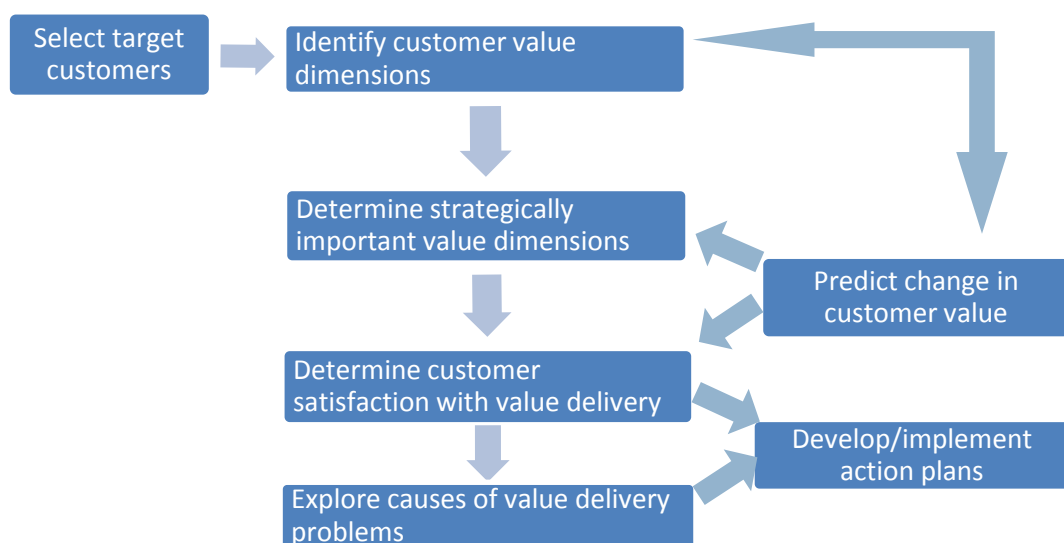 Select target
customers
Identify customer value
dimensions
Determine strategically
important value dimensions
Predict change in
customer value
Determine customer
satisfaction with value delivery
Develop/implement
action plans
Explore causes of value delivery
problems